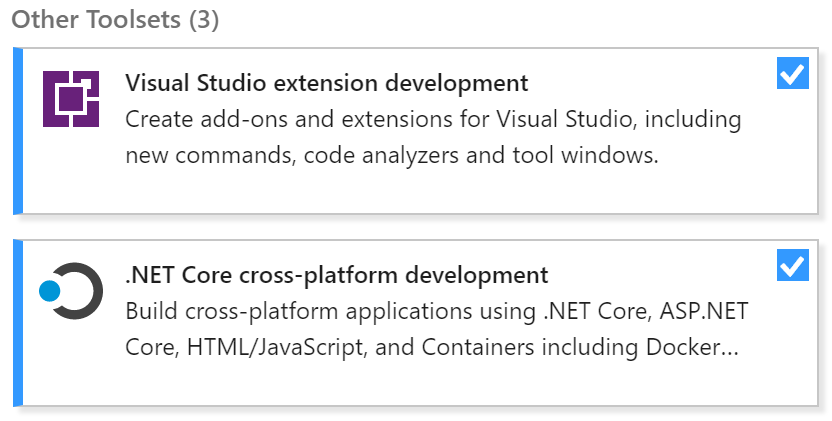 Other Toolsets (3)
Visual Studio extension development
Create add-ons and extensions for Visual Studio, including
new commands, code analyzers and tool windows.
.NET Core cross-platform development
Build cross-platform applications using .NET Core, ASP.NET
Core, HTML/JavaScript, and Containers including Docker...